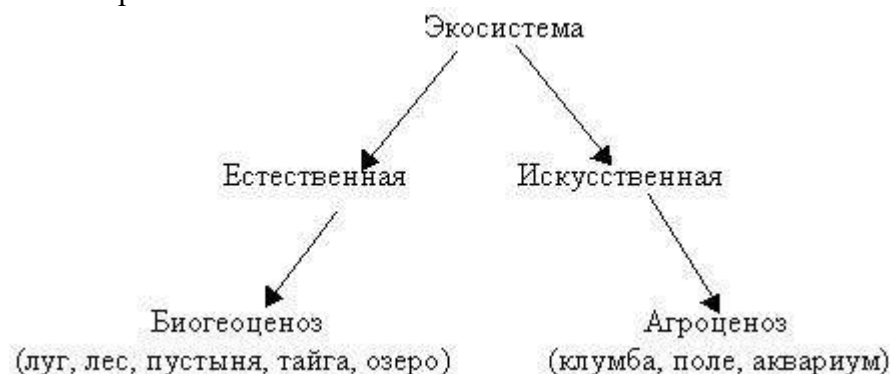 Экосистема
Естественная Искусственная
Биогеоценоз Агроценоз
(луг, лес, пустыня, тайга, озеро) (клумба, поле, аквариум)